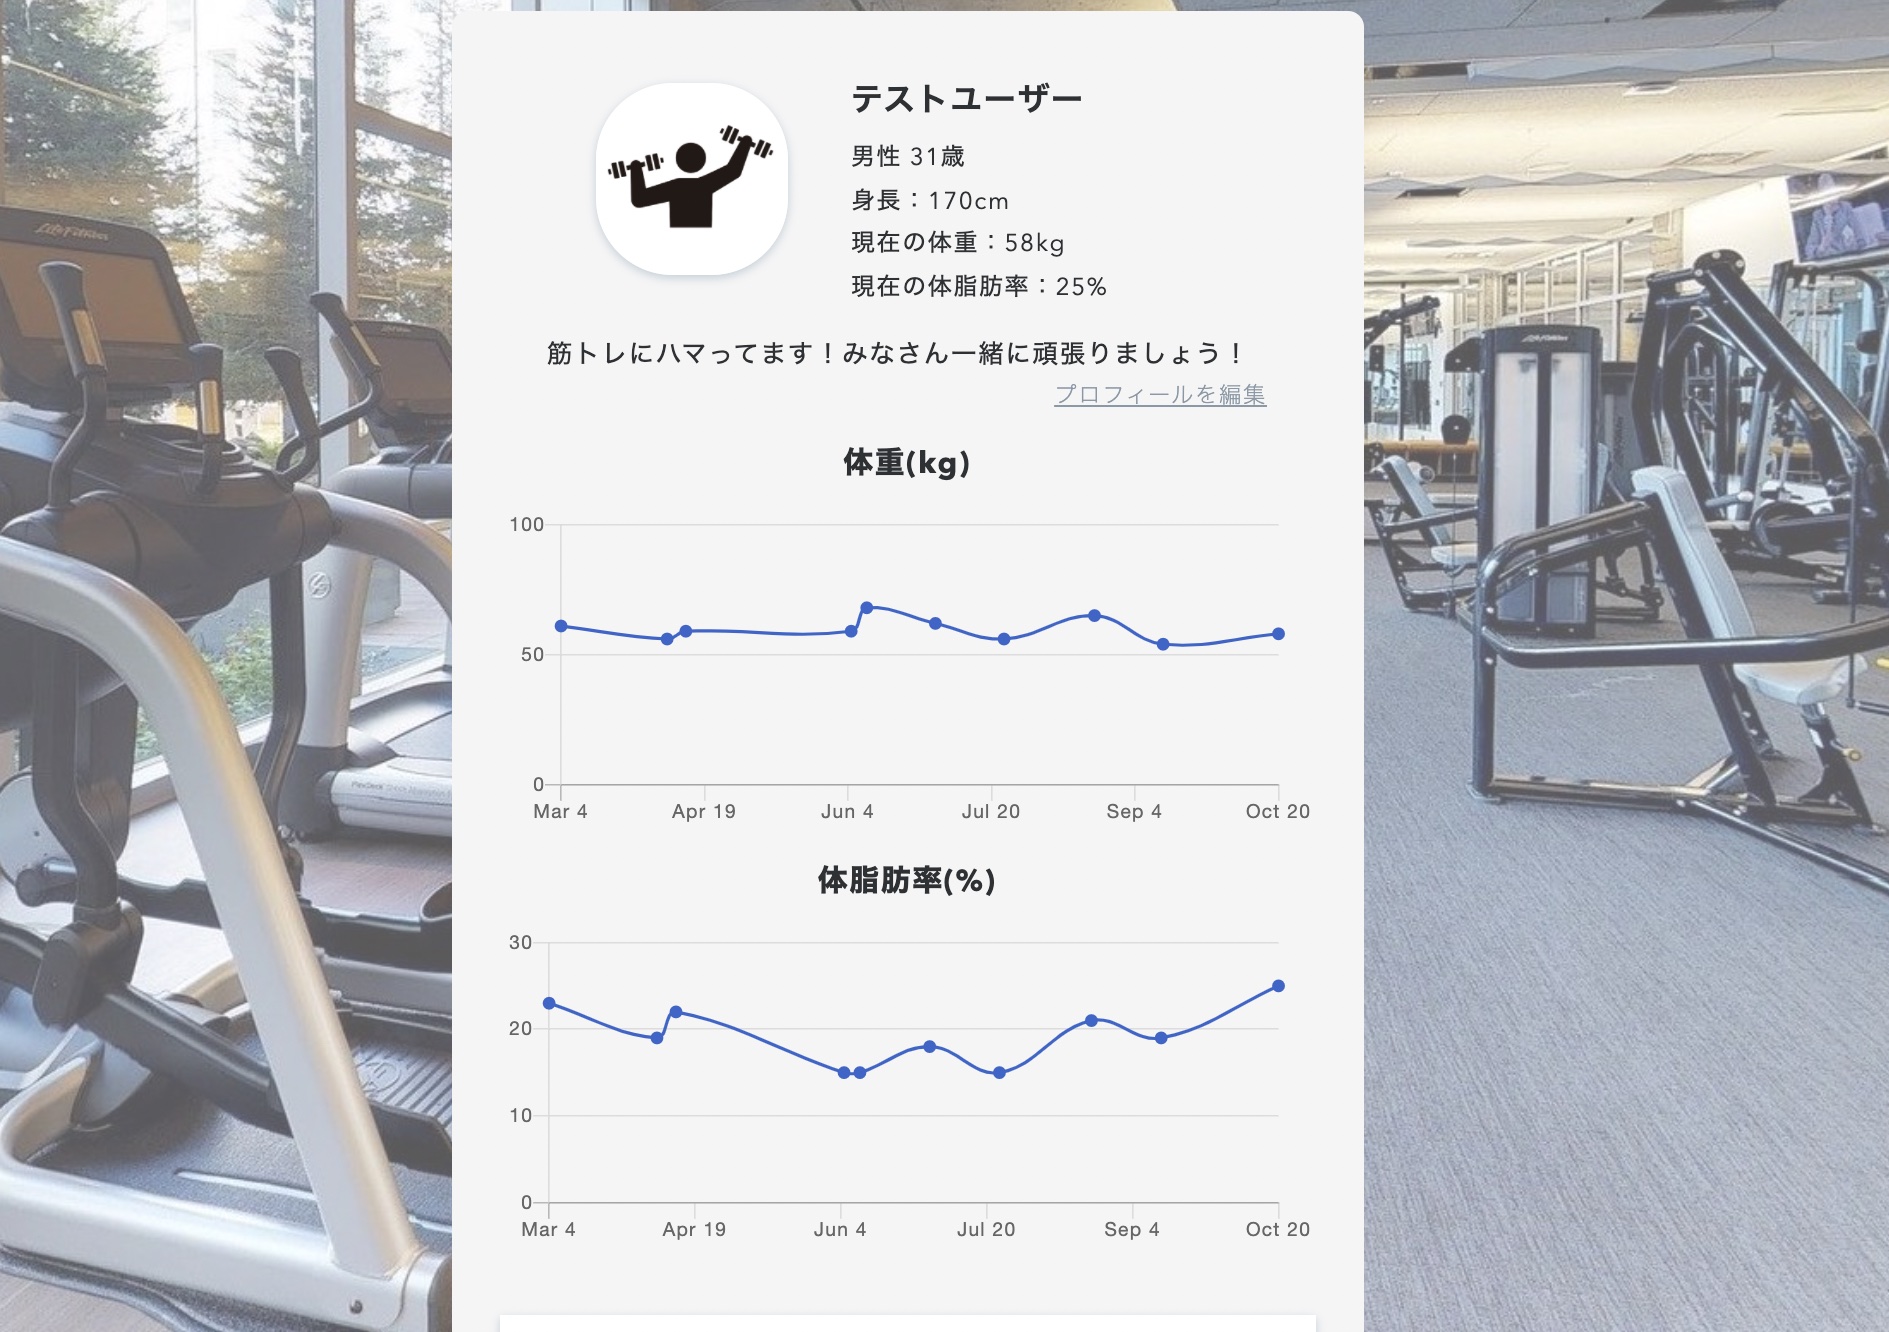 テストユーザー
男性 31歳
身長：170cm
現在の体重：58kg
現在の体脂肪率：25%
筋トレにハマってます！みなさん一緒に頑張りましょう！
プロフィールを編集
体重(kg)
100
50
0
Mar 4 Apr 19 Jun 4 Jul 20 Sep 4 Oct 20
体脂肪率(%)
30
20
10
0
Mar 4 Apr 19 Jun 4 Jul 20 Sep 4 Oct 20
Life Fitness